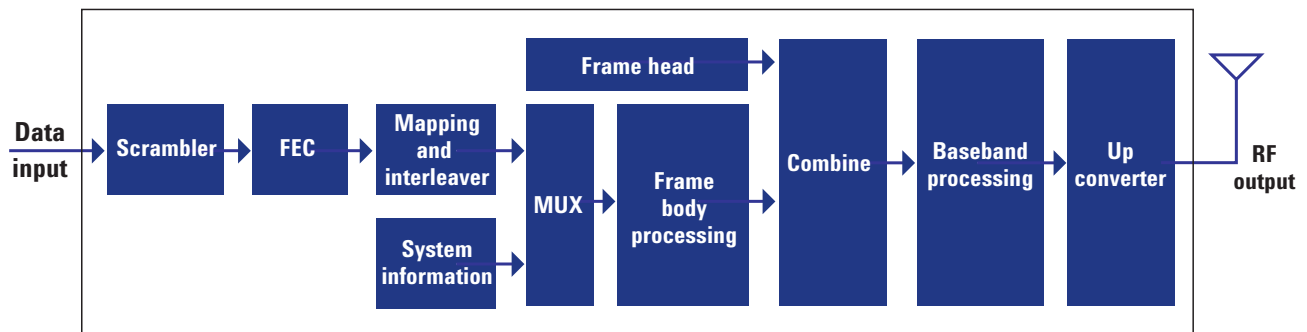 Data
input
Scrambler
FEC
Mapping
and
interleaver
System
information
MUX
Frame head
Frame
body
processing
Combine
Baseband
processing
Up
converter
RF
output